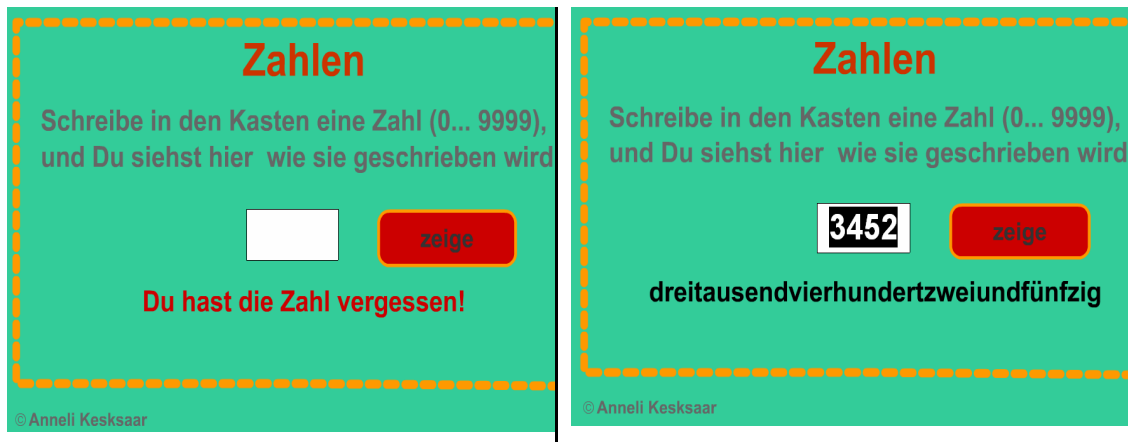 Zahlen
Schreibe in den Kasten eine Zahl (0... 9999),
und Du siehst hier wie sie geschrieben wird
zeige
Du hast die Zahl vergessen!
© Anneli Kesksaar
Zahlen
Schreibe in den Kasten eine Zahl (0... 9999),
und Du siehst hier wie sie geschrieben wird
3452 zeige
dreitausendvierhundertzweiundfünfzig
© Anneli Kesksaar